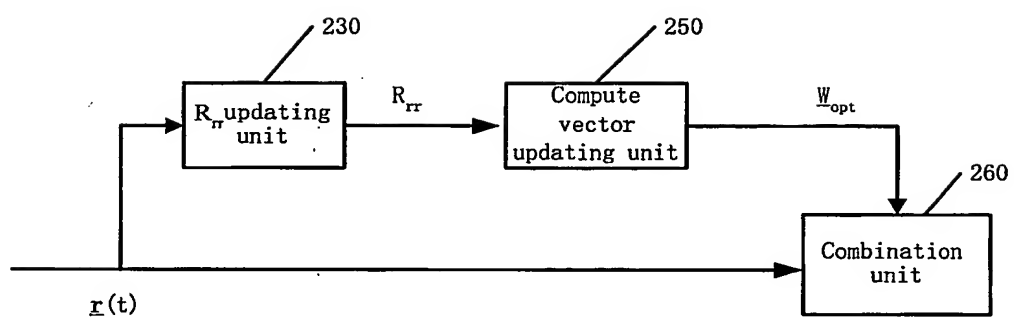 230
250
R_rr updating
unit
R_rr
Compute
vector
updating unit
W_opt
260
Combination
unit
r(t)